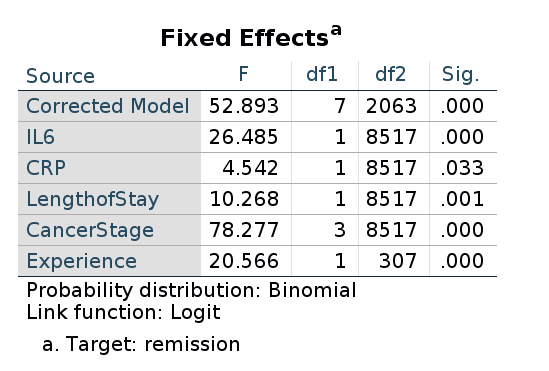 Fixed Effectsa
Source F df1 df2 Sig.
Corrected Model 52.893 7 2063 .000
IL6 26.485 1 8517 .000
CRP 4.542 1 8517 .033
LengthofStay 10.268 1 8517 .001
CancerStage 78.277 3 8517 .000
Experience 20.566 1 307 .000
Probability distribution: Binomial
Link function: Logit
a. Target: remission